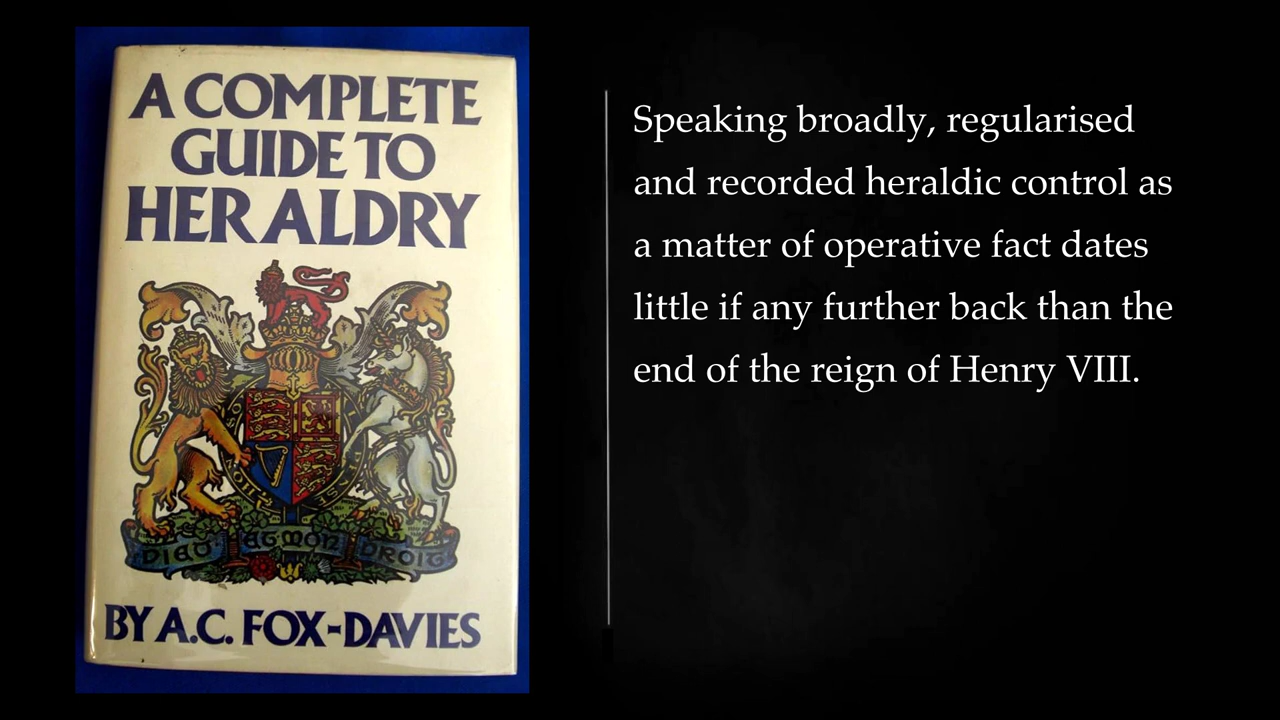 A COMPLETE
GUIDE TO
HERALDRY
DIEU ET MON DROIT
BY A.C. FOX-DAVIES
Speaking broadly, regularised
and recorded heraldic control as
a matter of operative fact dates
little if any further back than the
end of the reign of Henry VIII.